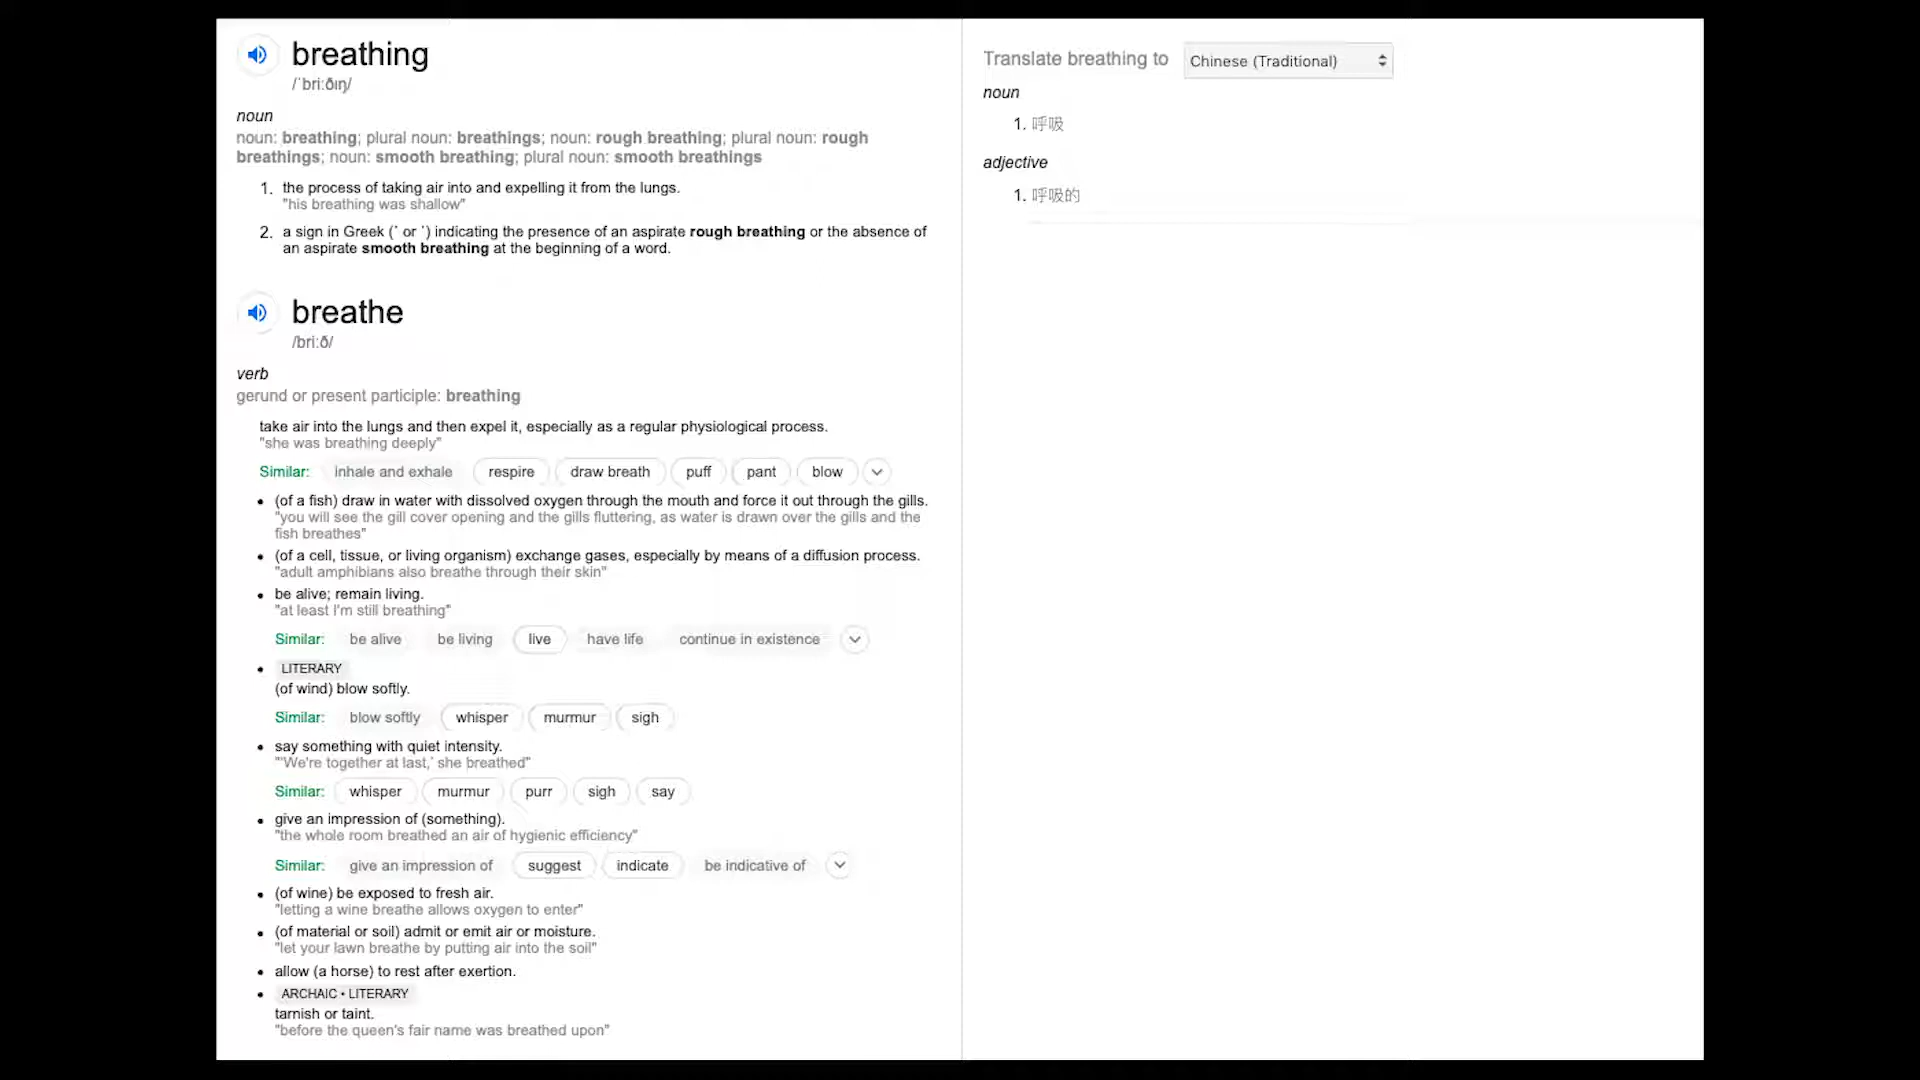 breathing
/ˈbriːðɪŋ/
noun
noun: breathing; plural noun: breathings; noun: rough breathing; plural noun: rough
breathings; noun: smooth breathing; plural noun: smooth breathings
1. the process of taking air into and expelling it from the lungs.
"his breathing was shallow"
2. a sign in Greek (῾ or ᾿) indicating the presence of an aspirate rough breathing or the absence of
an aspirate smooth breathing at the beginning of a word.
breathe
/briːð/
verb
gerund or present participle: breathing
take air into the lungs and then expel it, especially as a regular physiological process.
"she was breathing deeply"
Similar: inhale and exhale respire draw breath puff pant blow
• (of a fish) draw in water with dissolved oxygen through the mouth and force it out through the gills.
"you will see the gill cover opening and the gills fluttering, as water is drawn over the gills and the
fish breathes"
• (of a cell, tissue, or living organism) exchange gases, especially by means of a diffusion process.
"adult amphibians also breathe through their skin"
• be alive; remain living.
"at least I'm still breathing"
Similar: be alive be living live have life continue in existence
• LITERARY
(of wind) blow softly.
Similar: blow softly whisper murmur sigh
• say something with quiet intensity.
"'We're together at last,' she breathed"
Similar: whisper murmur purr sigh say
• give an impression of (something).
"the whole room breathed an air of hygienic efficiency"
Similar: give an impression of suggest indicate be indicative of
• (of wine) be exposed to fresh air.
"letting a wine breathe allows oxygen to enter"
• (of material or soil) admit or emit air or moisture.
"let your lawn breathe by putting air into the soil"
• allow (a horse) to rest after exertion.
• ARCHAIC • LITERARY
tarnish or taint.
"before the queen's fair name was breathed upon"
Translate breathing to Chinese (Traditional)
noun
1. 呼吸
adjective
1. 呼吸的